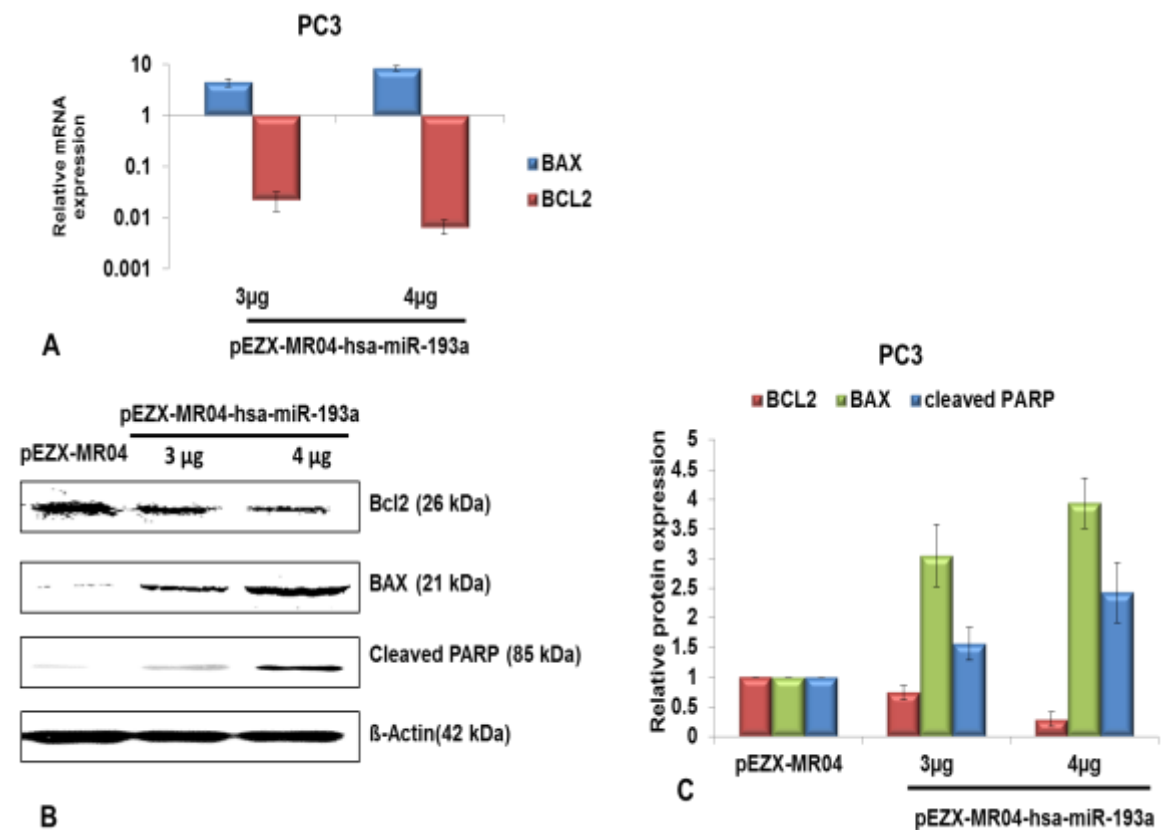 PC3
Relative mRNA
expression
10
1
0.1
0.01
0.001
BAX
BCL2
3µg
4µg
pEZX-MR04-hsa-miR-193a
A
pEZX-MR04-hsa-miR-193a
pEZX-MR04
3 µg
4 µg
Bcl2 (26 kDa)
BAX (21 kDa)
Cleaved PARP (85 kDa)
ß-Actin(42 kDa)
B
PC3
BCL2
BAX
cleaved PARP
Relative protein expression
5
4.5
4
3.5
3
2.5
2
1.5
1
0.5
0
pEZX-MR04
3µg
4µg
pEZX-MR04-hsa-miR-193a
C